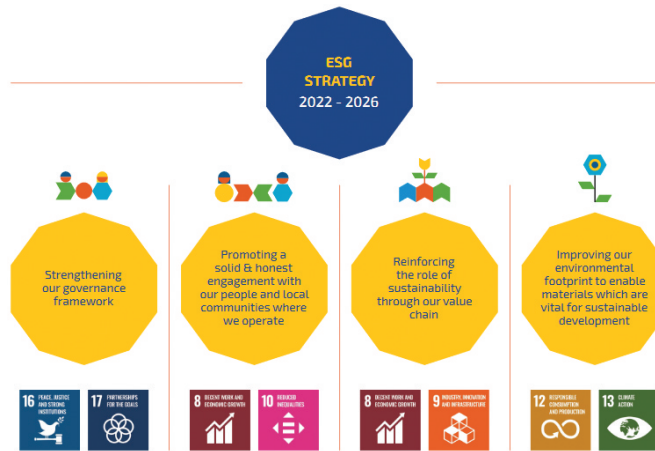 ESG
STRATEGY
2022 - 2026
Strengthening
our governance
framework
Promoting a
solid & honest
engagement with
our people and local
communities where
we operate
Reinforcing
the role of
sustainability
through our value
chain
Improving our
environmental
footprint to enable
materials which are
vital for sustainable
development
16 PEACE, JUSTICE
AND STRONG
INSTITUTIONS
17 PARTNERSHIPS
FOR THE GOALS
8 DECENT WORK AND
ECONOMIC GROWTH
10 REDUCED
INEQUALITIES
8 DECENT WORK AND
ECONOMIC GROWTH
9 INDUSTRY, INNOVATION
AND INFRASTRUCTURE
12 RESPONSIBLE
CONSUMPTION
AND PRODUCTION
13 CLIMATE
ACTION